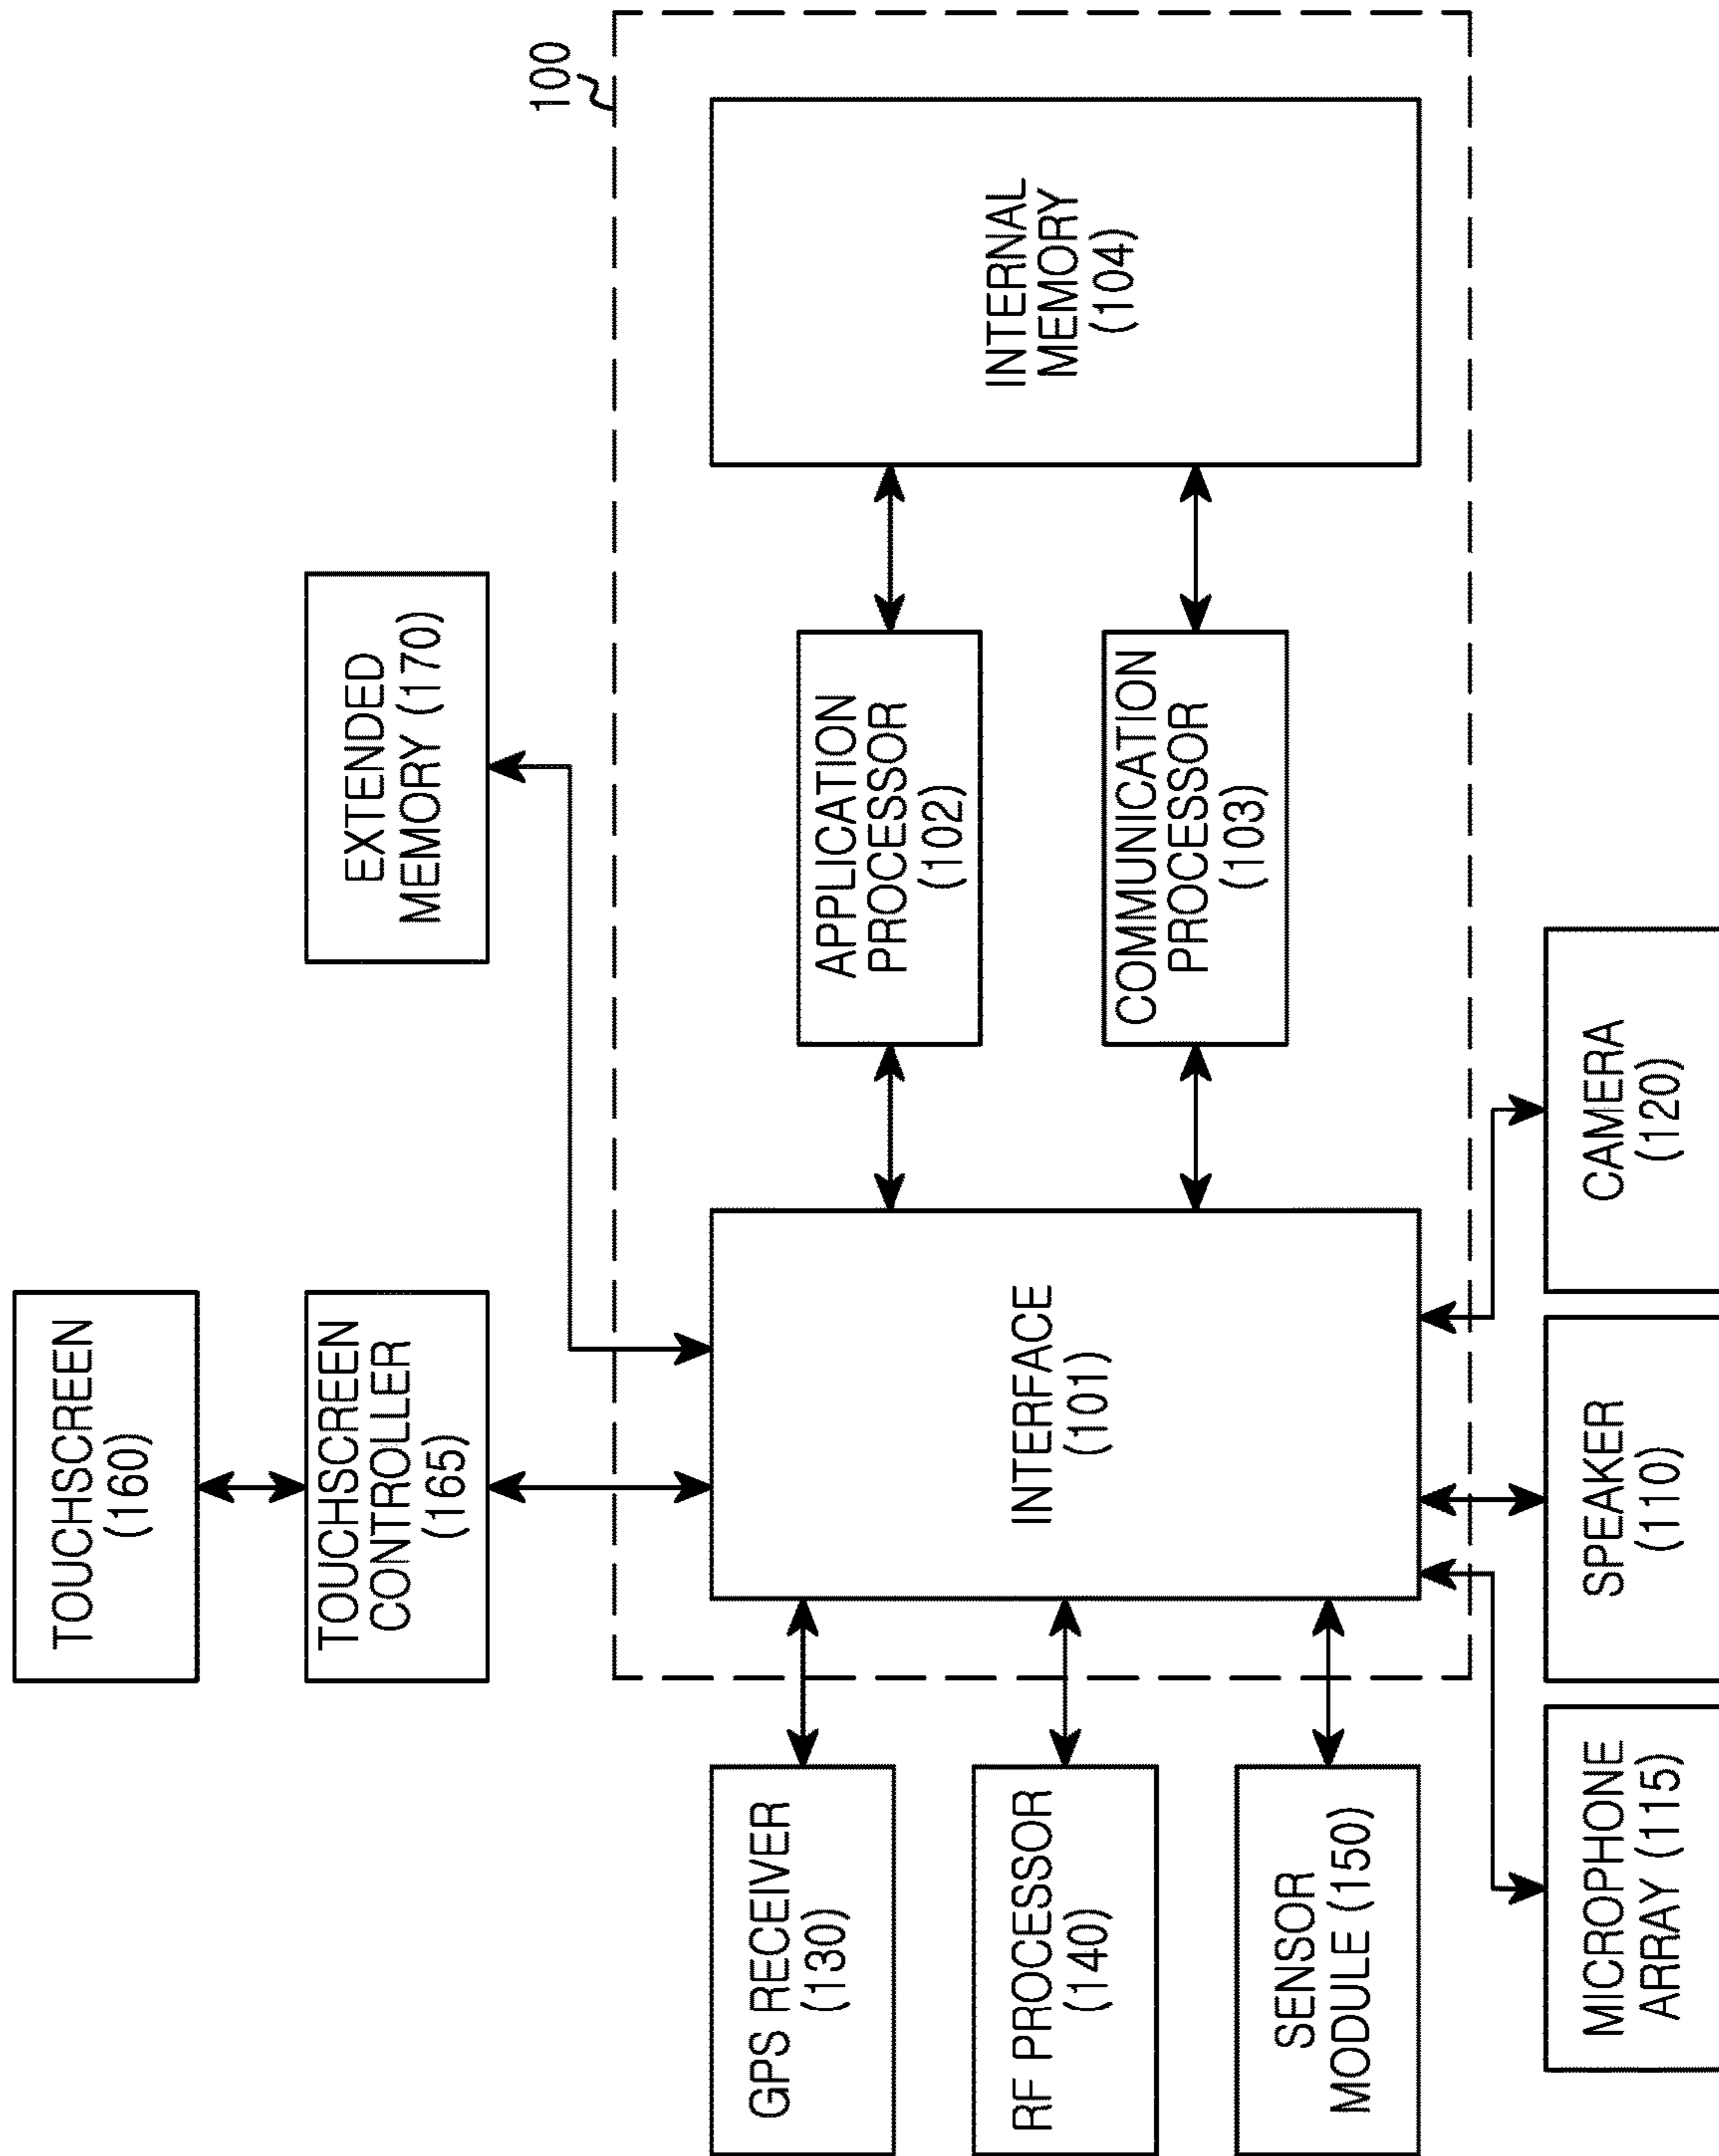 TOUCHSCREEN
(160)
TOUCHSCREEN
CONTROLLER
(165)
EXTENDED
MEMORY (170)
100
GPS RECEIVER
(130)
RF PROCESSOR
(140)
SENSOR
MODULE (150)
INTERFACE
(101)
APPLICATION
PROCESSOR
(102)
COMMUNICATION
PROCESSOR
(103)
INTERNAL
MEMORY
(104)
MICROPHONE
ARRAY (115)
SPEAKER
(110)
CAMERA
(120)